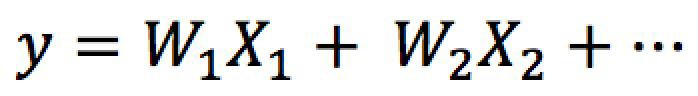 y = W₁X₁ + W₂X₂ + ⋯